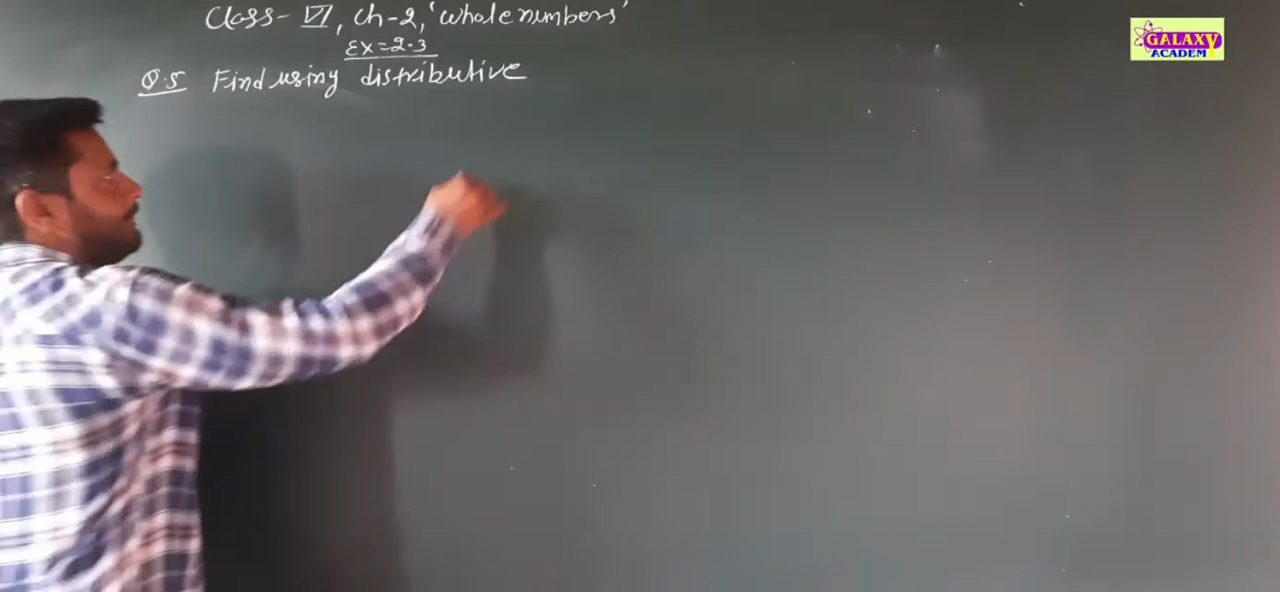 Class- VI, ch-2, 'whole numbers'
Ex=2.3
Q.5 Find using distributive
GALAXY
ACADEM